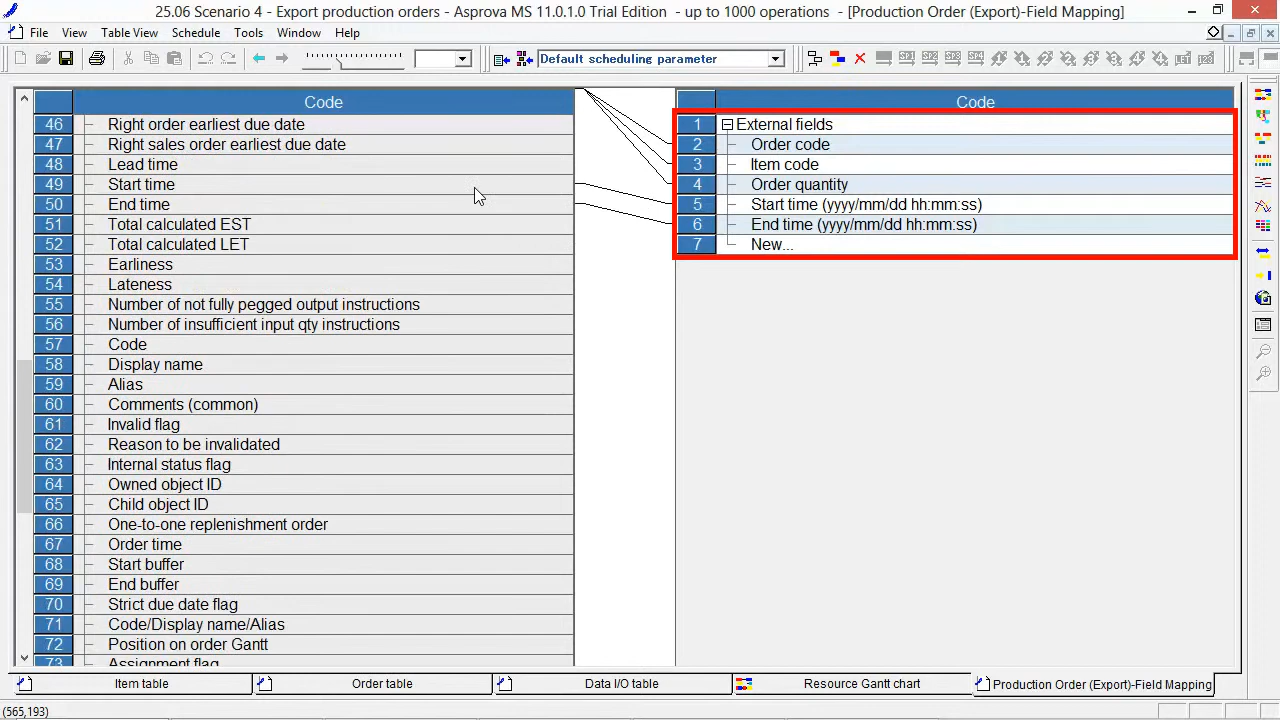 25.06 Scenario 4 - Export production orders - Asprova MS 11.0.1.0 Trial Edition - up to 1000 operations - [Production Order (Export)-Field Mapping]
File View Table View Schedule Tools Window Help
Default scheduling parameter
Code
46 Right order earliest due date
47 Right sales order earliest due date
48 Lead time
49 Start time
50 End time
51 Total calculated EST
52 Total calculated LET
53 Earliness
54 Lateness
55 Number of not fully pegged output instructions
56 Number of insufficient input qty instructions
57 Code
58 Display name
59 Alias
60 Comments (common)
61 Invalid flag
62 Reason to be invalidated
63 Internal status flag
64 Owned object ID
65 Child object ID
66 One-to-one replenishment order
67 Order time
68 Start buffer
69 End buffer
70 Strict due date flag
71 Code/Display name/Alias
72 Position on order Gantt
73 Assignment flag
Code
1 External fields
2 Order code
3 Item code
4 Order quantity
5 Start time (yyyy/mm/dd hh:mm:ss)
6 End time (yyyy/mm/dd hh:mm:ss)
7 New...
Item table Order table Data I/O table Resource Gantt chart Production Order (Export)-Field Mapping
(565,193)